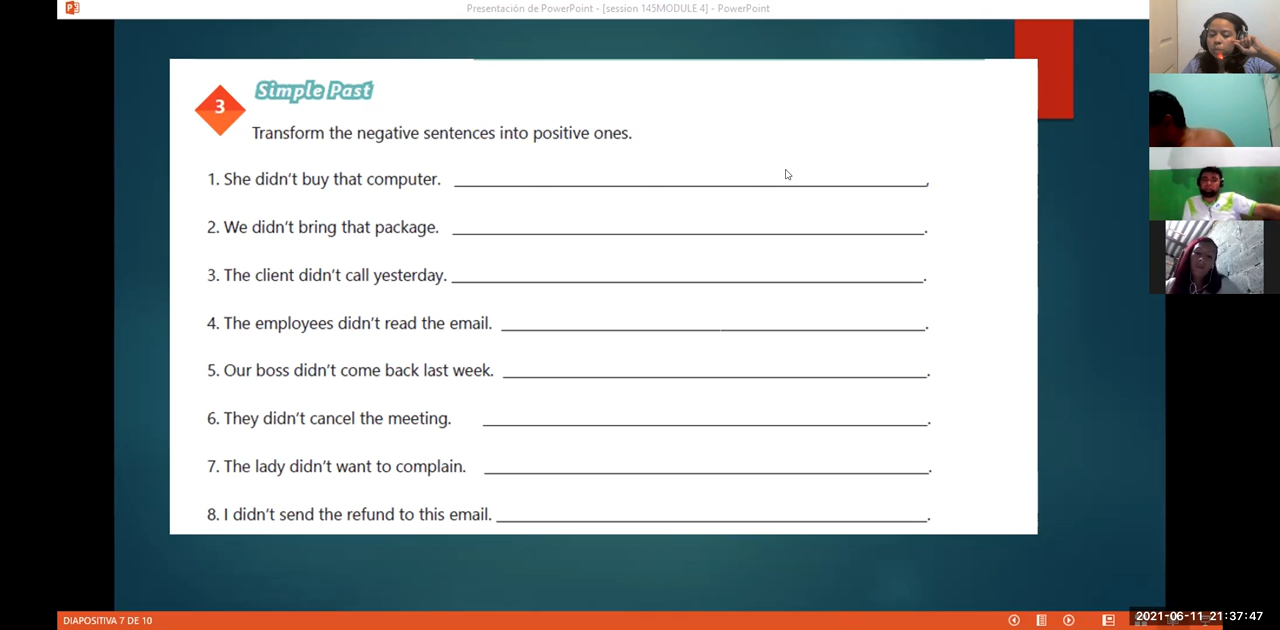 Presentación de PowerPoint - [session 145MODULE 4] - PowerPoint
3
Simple Past
Transform the negative sentences into positive ones.
1. She didn't buy that computer. ,
2. We didn't bring that package. .
3. The client didn't call yesterday. .
4. The employees didn't read the email. .
5. Our boss didn't come back last week. .
6. They didn't cancel the meeting. .
7. The lady didn't want to complain. .
8. I didn't send the refund to this email. .
DIAPOSITIVA 7 DE 10
2021-06-11 21:37:47